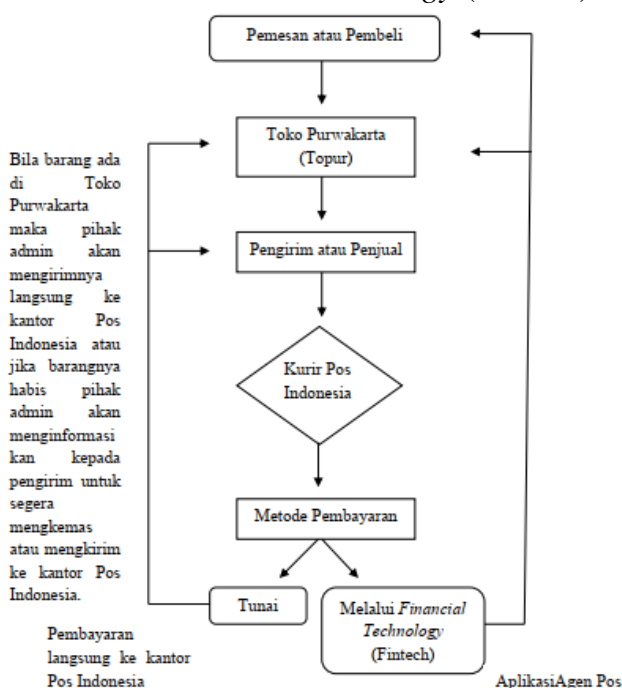 Pemesan atau Pembeli
Toko Purwakarta
(Topur)
Bila barang ada
di Toko
Purwakarta
maka pihak
admin akan
mengirimnya
langsung ke
kantor Pos
Indonesia atau
jika barangnya
habis pihak
admin akan
menginformasi
kan kepada
pengirim untuk
segera
mengkemas
atau mengkirim
ke kantor Pos
Indonesia.
Pengirim atau Penjual
Kurir Pos
Indonesia
Metode Pembayaran
Tunai
Melalui Financial
Technology
(Fintech)
Pembayaran
langsung ke kantor
Pos Indonesia
AplikasiAgen Pos